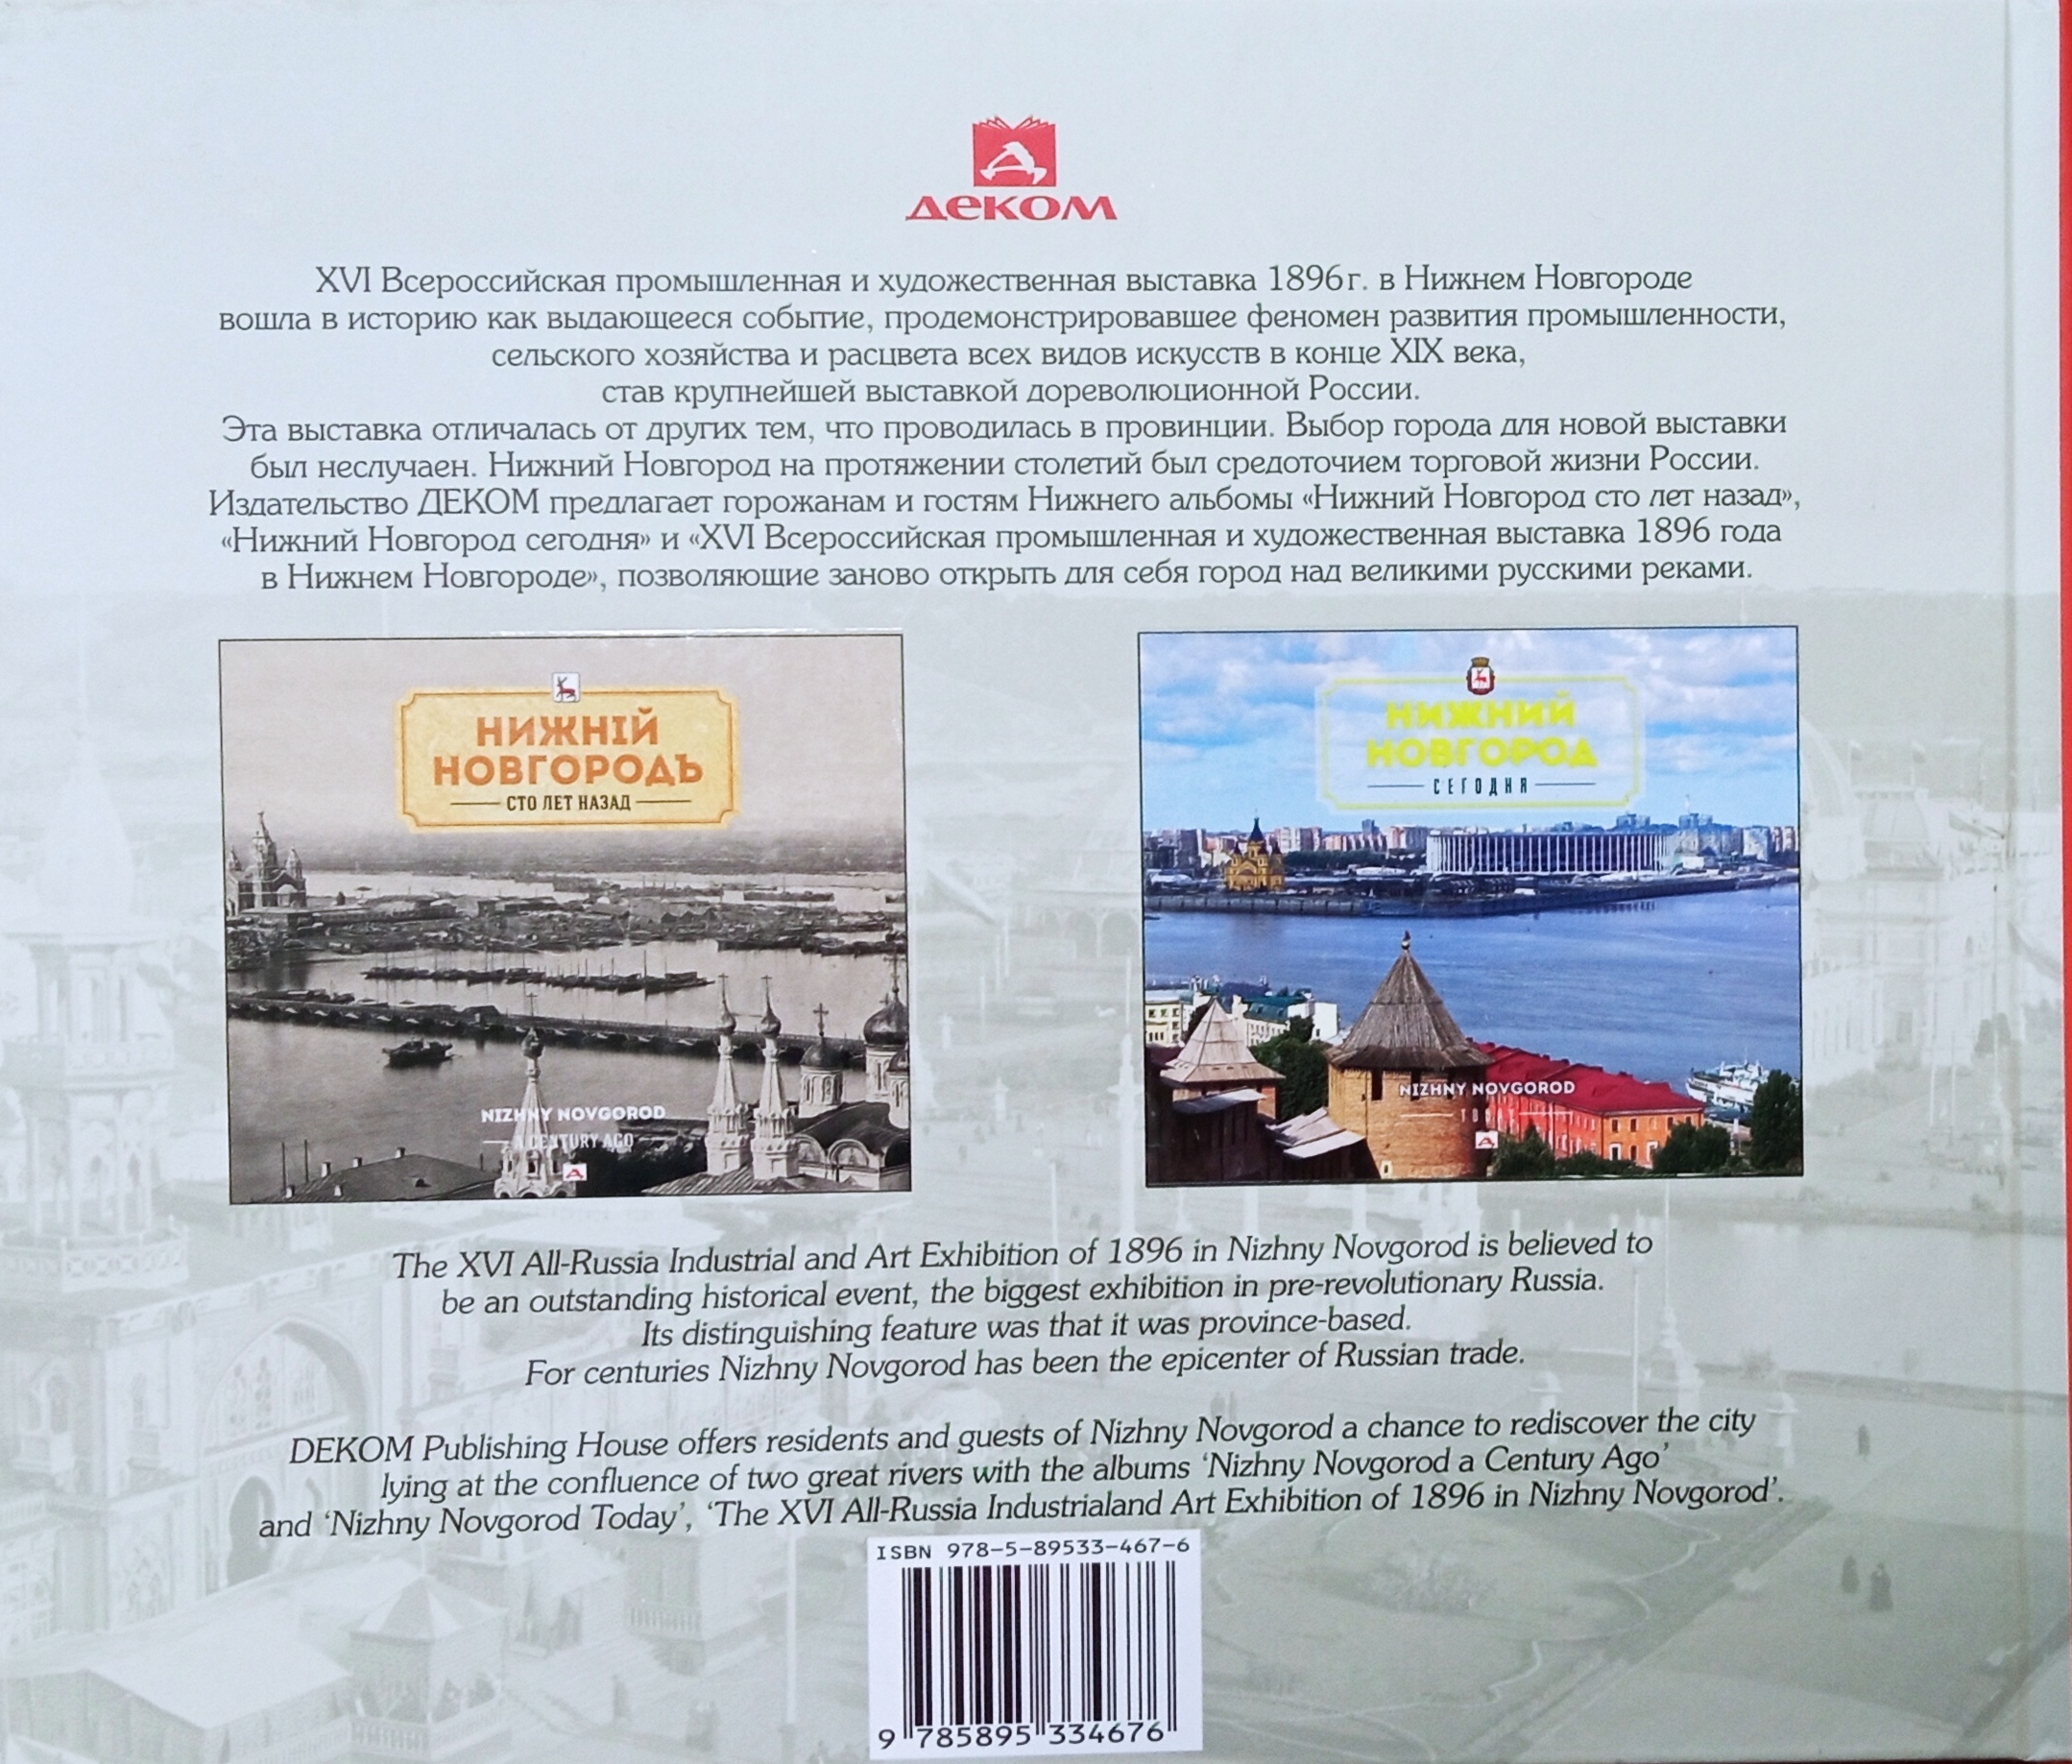 ДЕКОМ
XVI Всероссийская промышленная и художественная выставка 1896 г. в Нижнем Новгороде
вошла в историю как выдающееся событие, продемонстрировавшее феномен развития промышленности,
сельского хозяйства и расцвета всех видов искусств в конце XIX века,
став крупнейшей выставкой дореволюционной России.
Эта выставка отличалась от других тем, что проводилась в провинции. Выбор города для новой выставки
был неслучаен. Нижний Новгород на протяжении столетий был средоточием торговой жизни России.
Издательство ДЕКОМ предлагает горожанам и гостям Нижнего альбомы «Нижний Новгород сто лет назад»,
«Нижний Новгород сегодня» и «XVI Всероссийская промышленная и художественная выставка 1896 года
в Нижнем Новгороде», позволяющие заново открыть для себя город над великими русскими реками.
НИЖНІЙ
НОВГОРОДЪ
СТО ЛЕТ НАЗАД
NIZHNY NOVGOROD
A CENTURY AGO
НИЖНИЙ
НОВГОРОД
СЕГОДНЯ
NIZHNY NOVGOROD
TODAY
The XVI All-Russia Industrial and Art Exhibition of 1896 in Nizhny Novgorod is believed to
be an outstanding historical event, the biggest exhibition in pre-revolutionary Russia.
Its distinguishing feature was that it was province-based.
For centuries Nizhny Novgorod has been the epicenter of Russian trade.
DEKOM Publishing House offers residents and guests of Nizhny Novgorod a chance to rediscover the city
lying at the confluence of two great rivers with the albums ‘Nizhny Novgorod a Century Ago’
and ‘Nizhny Novgorod Today’, ‘The XVI All-Russia Industrialand Art Exhibition of 1896 in Nizhny Novgorod’.
ISBN 978-5-89533-467-6
9 785895 334676